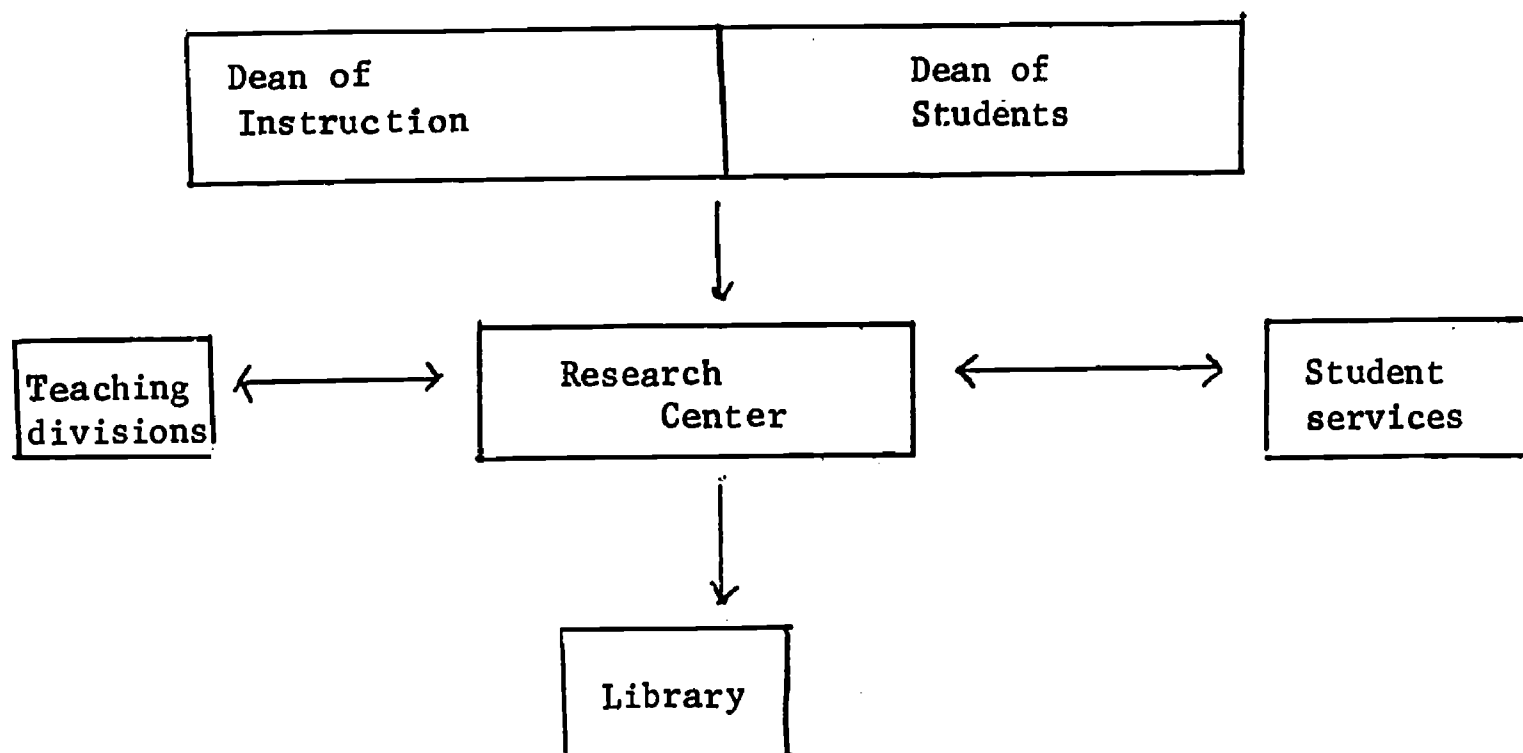 Dean of
Instruction
Dean of
Students
Teaching
divisions
Research
Center
Student
services
Library